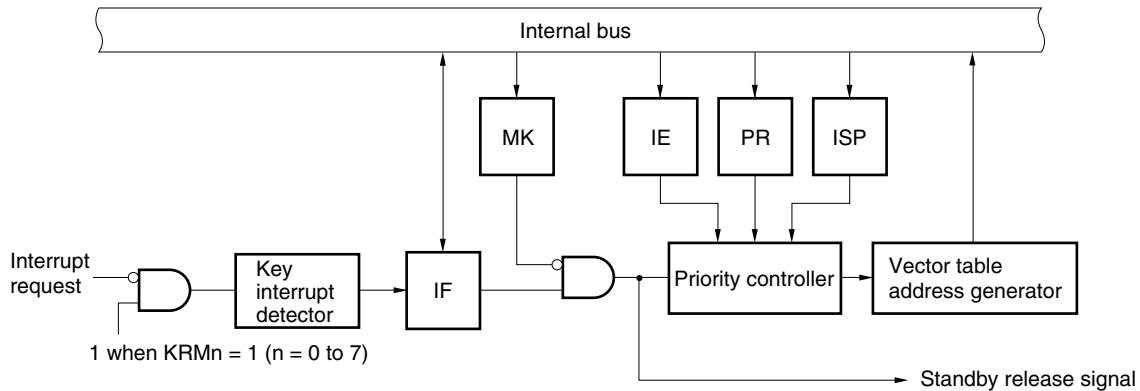 Internal bus
MK
IE
PR
ISP
Interrupt
request
Key
interrupt
detector
IF
Priority controller
Vector table
address generator
1 when KRMn = 1 (n = 0 to 7)
Standby release signal